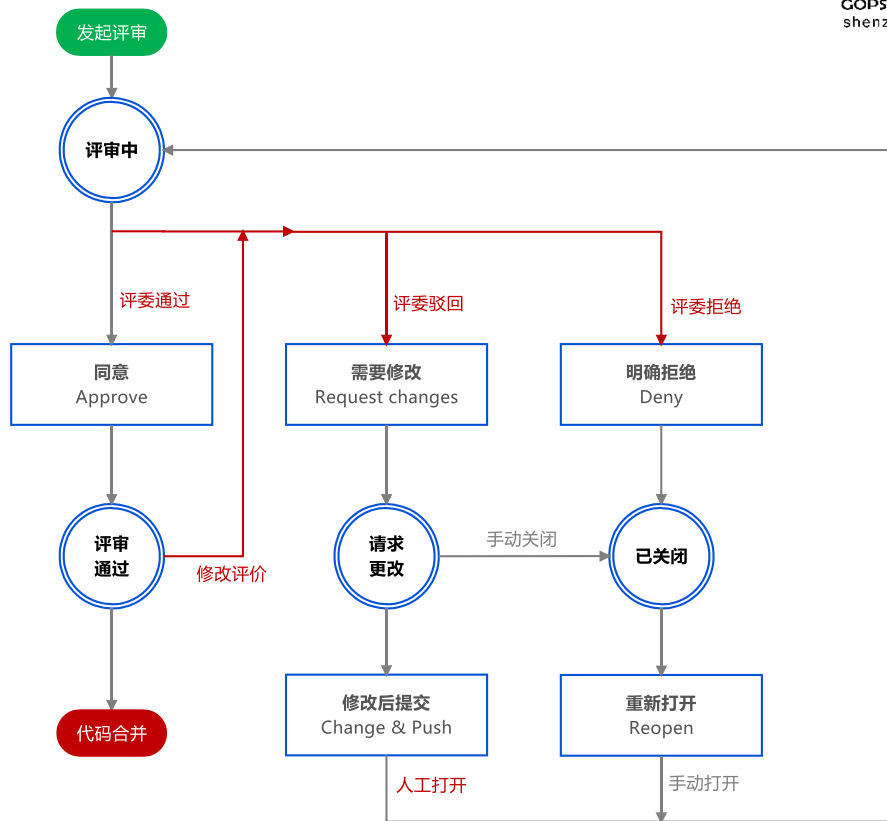 GOPS
shenz
发起评审
评审中
评委通过
评委驳回
评委拒绝
同意
Approve
需要修改
Request changes
明确拒绝
Deny
评审
通过
修改评价
请求
更改
手动关闭
已关闭
代码合并
修改后提交
Change & Push
重新打开
Reopen
人工打开
手动打开